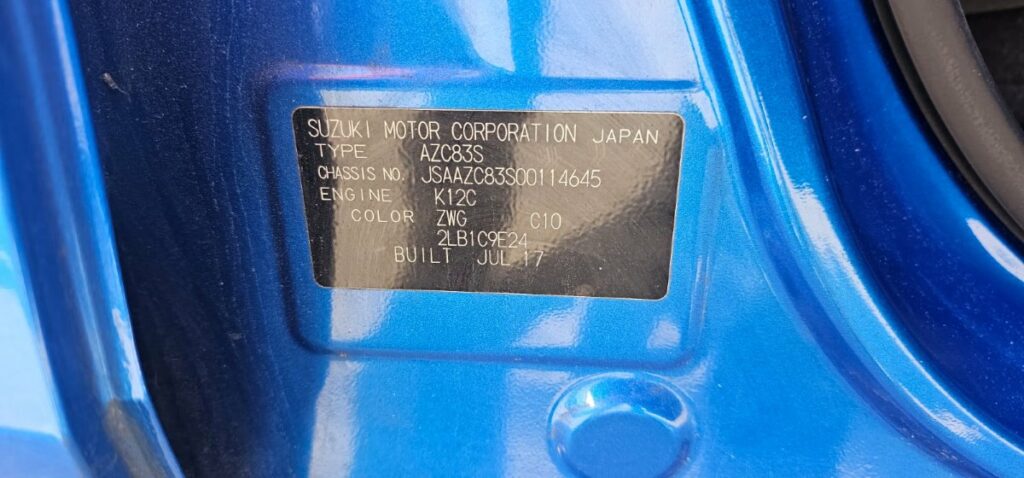 SUZUKI MOTOR CORPORATION JAPAN
TYPE AZC83S
CHASSIS NO. JSAAZC83S00114645
ENGINE K12C
COLOR ZWG C10
2LB1C9E24
BUILT JUL 17